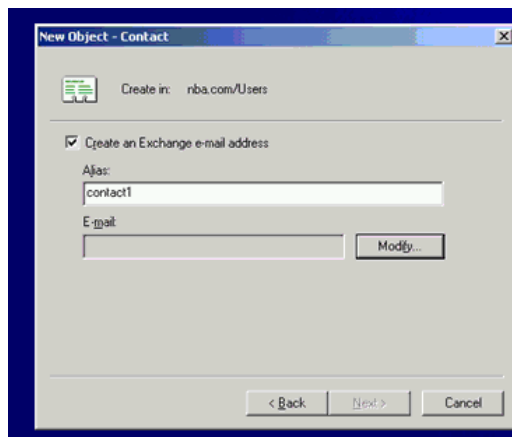 New Object - Contact
Create in: nba.com/Users
Create an Exchange e-mail address
Alias:
contact1
E-mail:
Modify...
< Back Next > Cancel